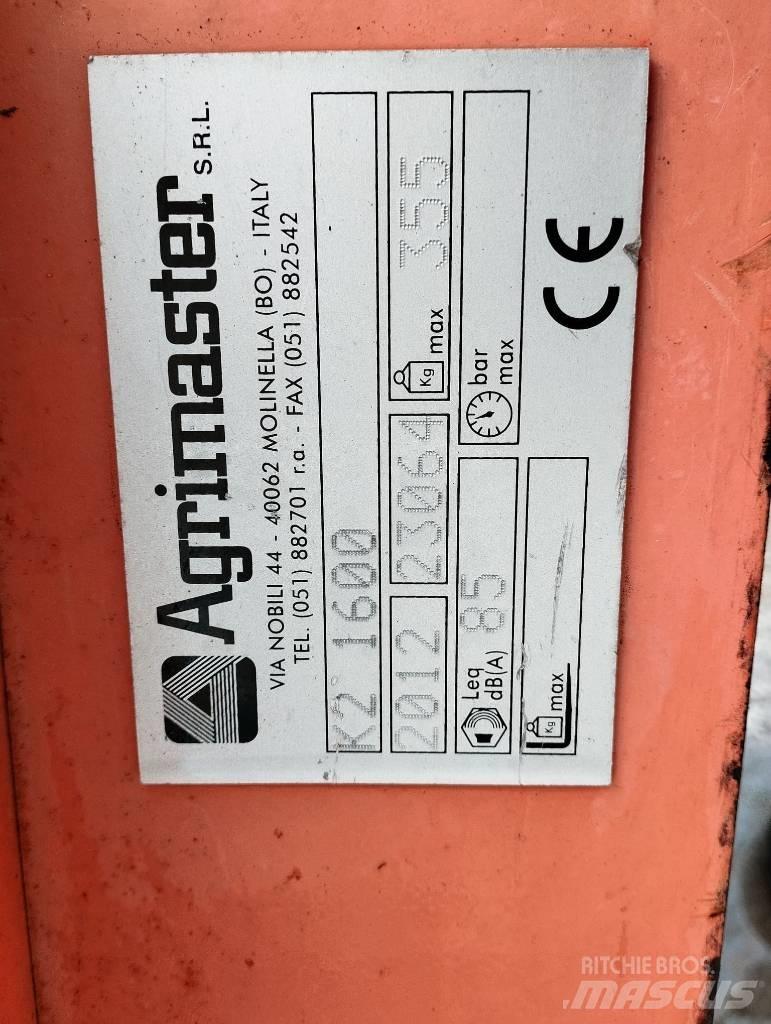 Agrimaster S.R.L.
VIA NOBILI 44 - 40062 MOLINELLA (BO) - ITALY
TEL. (051) 882701 r.a. - FAX (051) 882542
K2 1600
2012 23064 Kg max 355
Leq dB(A) 85 bar max
Kg max CE
RITCHIE BROS.
MASCUS